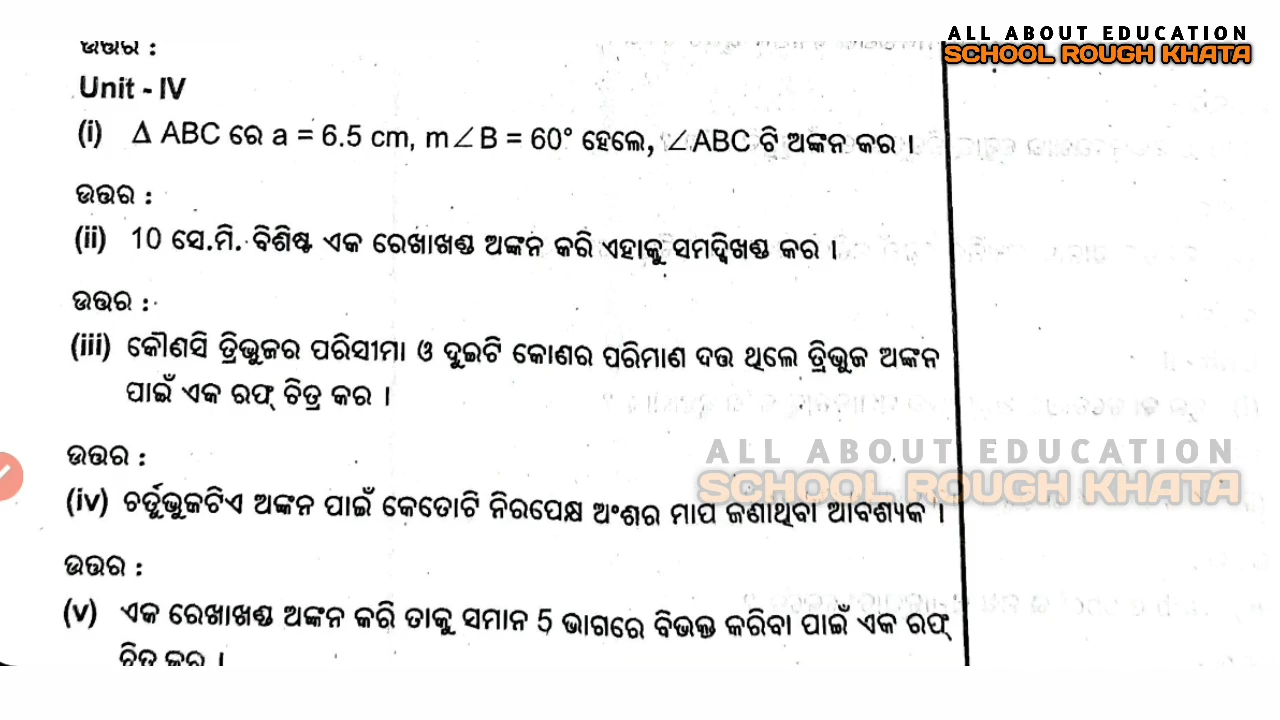 ALL ABOUT EDUCATION
SCHOOL ROUGH KHATA
ଉତ୍ତର :
Unit - IV
(i) Δ ABC ରେ a = 6.5 cm, m∠B = 60° ହେଲେ, ∠ABC ଟି ଅଙ୍କନ କର ।
ଉତ୍ତର :
(ii) 10 ସେ.ମି. ବିଶିଷ୍ଟ ଏକ ରେଖାଖଣ୍ଡ ଅଙ୍କନ କରି ଏହାକୁ ସମଦ୍ବିଖଣ୍ଡ କର ।
ଉତ୍ତର :
(iii) କୌଣସି ତ୍ରିଭୁଜର ପରିସୀମା ଓ ଦୁଇଟି କୋଣର ପରିମାଣ ଦତ୍ତ ଥିଲେ ତ୍ରିଭୁଜ ଅଙ୍କନ
ପାଇଁ ଏକ ରଫ୍ ଚିତ୍ର କର ।
ALL ABOUT EDUCATION
SCHOOL ROUGH KHATA
ଉତ୍ତର :
(iv) ଚର୍ତୁଭୁଜଟିଏ ଅଙ୍କନ ପାଇଁ କେତୋଟି ନିରପେକ୍ଷ ଅଂଶର ମାପ ଜଣାଥିବା ଆବଶ୍ୟକ ।
ଉତ୍ତର :
(v) ଏକ ରେଖାଖଣ୍ଡ ଅଙ୍କନ କରି ତାକୁ ସମାନ 5 ଭାଗରେ ବିଭକ୍ତ କରିବା ପାଇଁ ଏକ ରଫ୍
ଚିତ୍ର କର ।